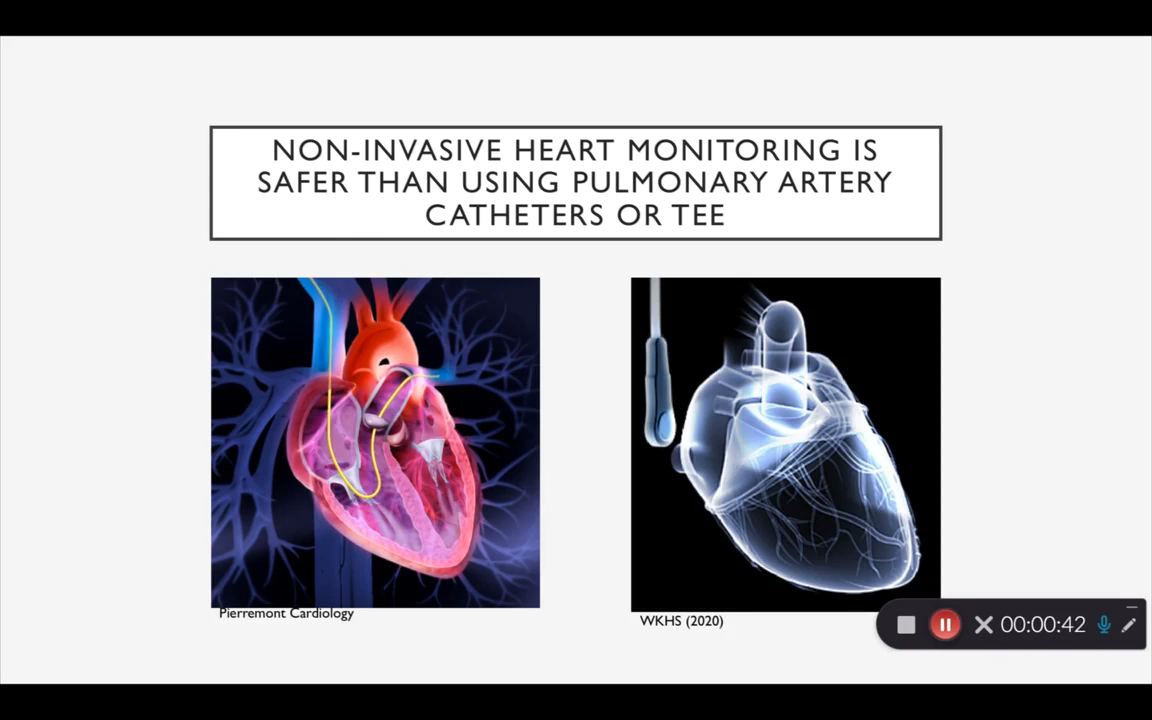 NON-INVASIVE HEART MONITORING IS
SAFER THAN USING PULMONARY ARTERY
CATHETERS OR TEE
Pierremont Cardiology
WKHS (2020)
00:00:42